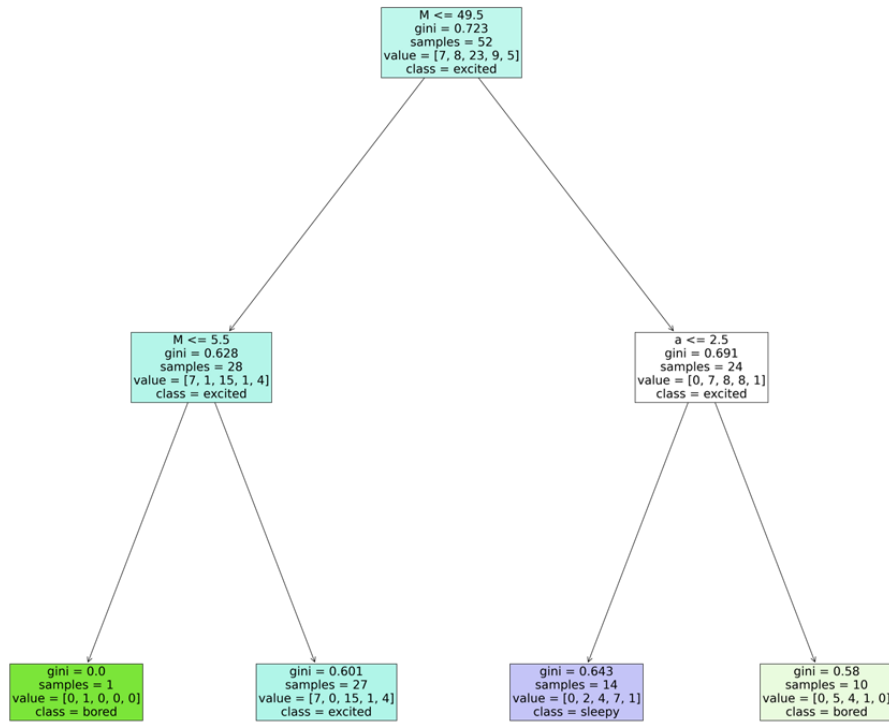 M <= 49.5
gini = 0.723
samples = 52
value = [7, 8, 23, 9, 5]
class = excited
M <= 5.5
gini = 0.628
samples = 28
value = [7, 1, 15, 1, 4]
class = excited
a <= 2.5
gini = 0.691
samples = 24
value = [0, 7, 8, 8, 1]
class = excited
gini = 0.0
samples = 1
value = [0, 1, 0, 0, 0]
class = bored
gini = 0.601
samples = 27
value = [7, 0, 15, 1, 4]
class = excited
gini = 0.643
samples = 14
value = [0, 2, 4, 7, 1]
class = sleepy
gini = 0.58
samples = 10
value = [0, 5, 4, 1, 0]
class = bored